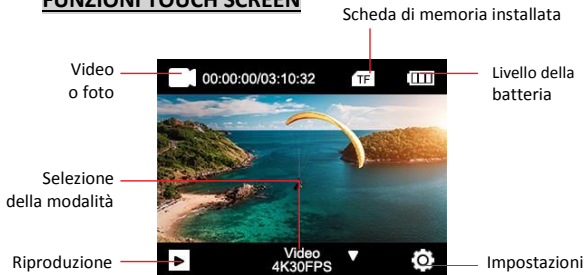 FUNZIONI TOUCH SCREEN
Scheda di memoria installata
Video
o foto
00:00:00/03:10:32
TF
Livello della
batteria
Selezione
della modalità
Riproduzione
Video
4K30FPS
Impostazioni